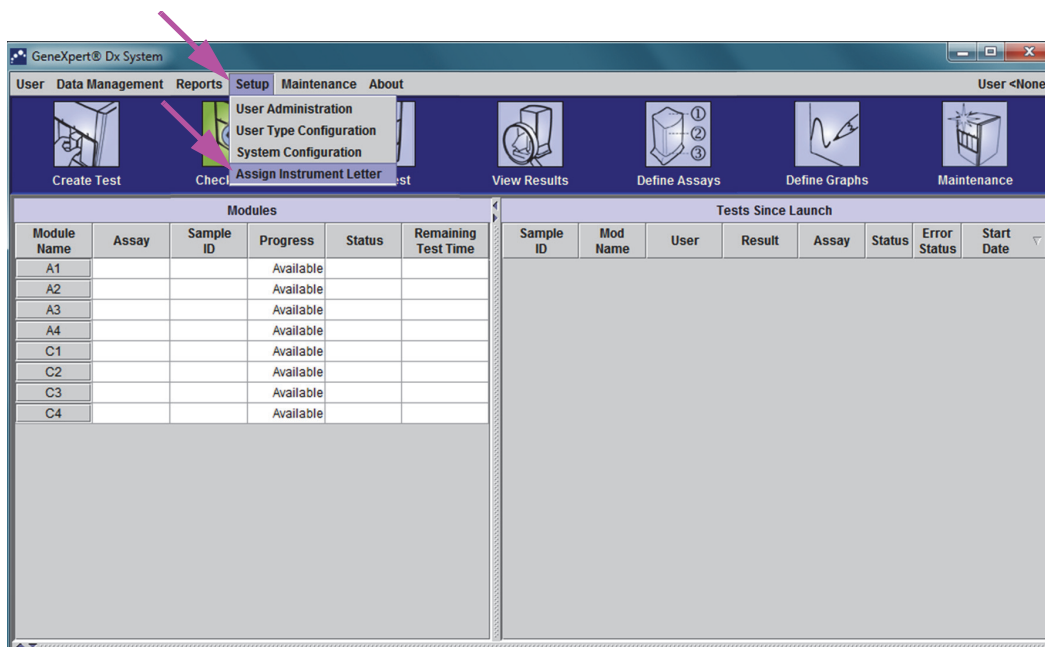 GeneXpert® Dx System
User Data Management Reports Setup Maintenance About User <None
User Administration
User Type Configuration
System Configuration
Assign Instrument Letter
Create Test View Results Define Assays Define Graphs Maintenance
① ② ③
Modules
Module Name Assay Sample ID Progress Status Remaining Test Time
A1 Available
A2 Available
A3 Available
A4 Available
C1 Available
C2 Available
C3 Available
C4 Available
Tests Since Launch
Sample ID Mod Name User Result Assay Status Error Status Start Date